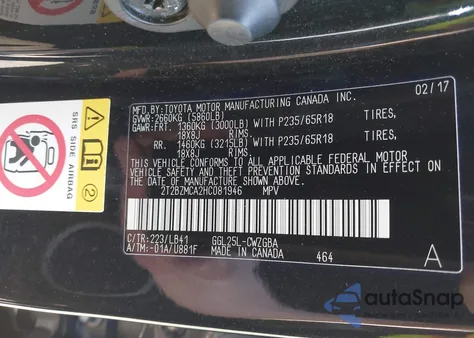 MFD.BY:TOYOTA MOTOR MANUFACTURING CANADA INC. 02/17
GVWR:2660KG (5860LB)
GAWR:FRT. 1360KG (3000LB) WITH P235/65R18 TIRES,
18X8J RIMS.
RR. 1460KG (3215LB) WITH P235/65R18 TIRES,
18X8J RIMS.
THIS VEHICLE CONFORMS TO ALL APPLICABLE FEDERAL MOTOR
VEHICLE SAFETY AND THEFT PREVENTION STANDARDS IN EFFECT ON
THE DATE OF MANUFACTURE SHOWN ABOVE.
2T2BZMCA2HC081946 MPV
C/TR:223/LB41 GGL25L-CWZGBA
A/TM:-01A/U881F MADE IN CANADA 464 A
SRS SIDE AIRBAG
2
autaSnap